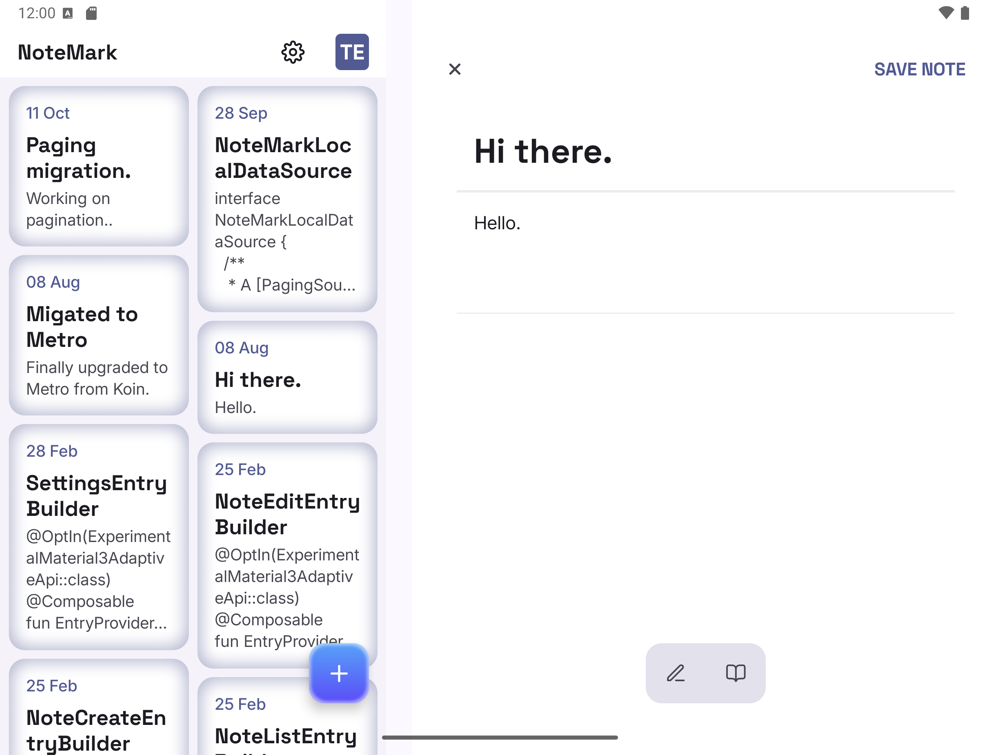 12:00
NoteMark
TE
11 Oct
Paging
migration.
Working on
pagination..
08 Aug
Migated to
Metro
Finally upgraded to
Metro from Koin.
28 Feb
SettingsEntry
Builder
@OptIn(Experiment
alMaterial3Adaptiv
eApi::class)
@Composable
fun EntryProvider...
25 Feb
NoteCreateEn
tryBuilder
28 Sep
NoteMarkLoc
alDataSource
interface
NoteMarkLocalDat
aSource {
/**
* A [PagingSou...
08 Aug
Hi there.
Hello.
25 Feb
NoteEditEntry
Builder
@OptIn(Experiment
alMaterial3Adaptiv
eApi::class)
@Composable
fun EntryProvider
25 Feb
NoteListEntry
SAVE NOTE
Hi there.
Hello.